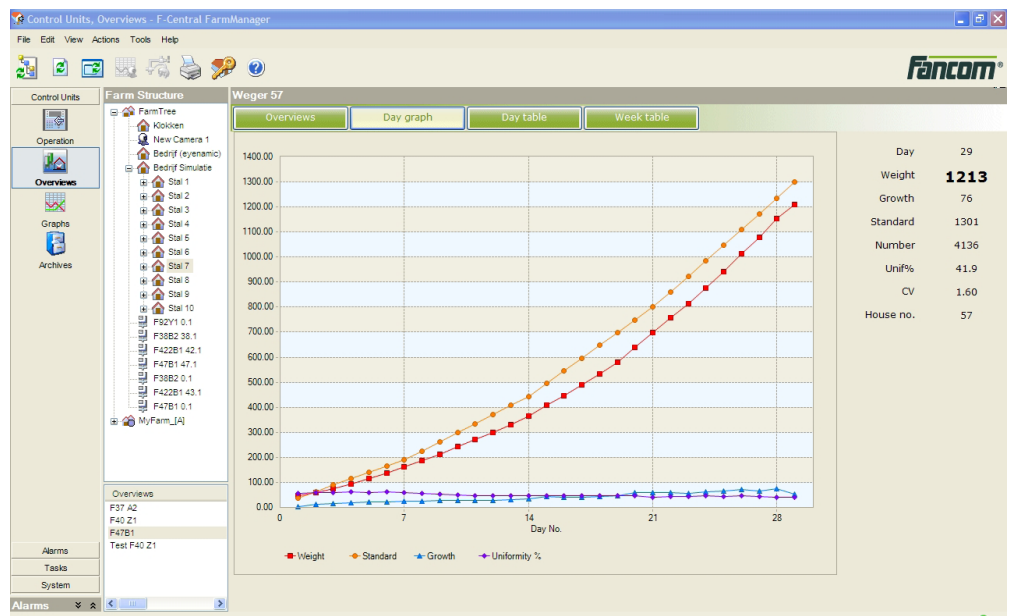 Control Units, Overviews - F-Central FarmManager
File Edit View Actions Tools Help
Fancom
Control Units
Operation
Overviews
Graphs
Archives
Alarms
Tasks
System
Alarms
Farm Structure
FarmTree
Klokken
New Camera 1
Bedrijf (eyenamic)
Bedrijf Simulatie
Stal 1
Stal 2
Stal 3
Stal 4
Stal 5
Stal 6
Stal 7
Stal 8
Stal 9
Stal 10
F92Y1 0.1
F38B2 38.1
F422B1 42.1
F47B1 47.1
F38B2 0.1
F422B1 43.1
F47B1 0.1
MyFarm_[A]
Overviews
F37 A2
F40 Z1
F47B1
Test F40 Z1
Weger 57
Overviews Day graph Day table Week table
1400.00
1300.00
1200.00
1100.00
1000.00
900.00
800.00
700.00
600.00
500.00
400.00
300.00
200.00
100.00
0.00
0 7 14 21 28
Day No.
Weight Standard Growth Uniformity %
Day 29
Weight 1213
Growth 76
Standard 1301
Number 4136
Unif% 41.9
CV 1.60
House no. 57